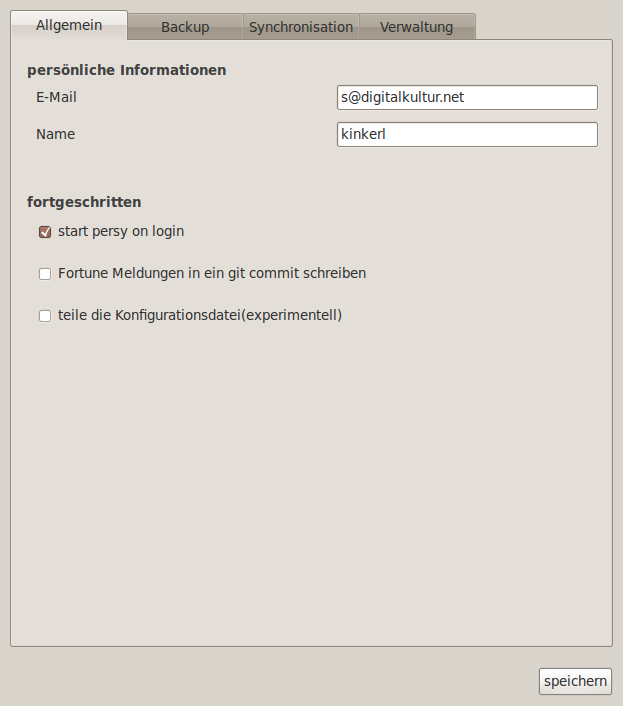 Allgemein Backup Synchronisation Verwaltung
persönliche Informationen
E-Mail s@digitalkultur.net
Name kinkerl
fortgeschritten
start persy on login
Fortune Meldungen in ein git commit schreiben
teile die Konfigurationsdatei(experimentell)
speichern